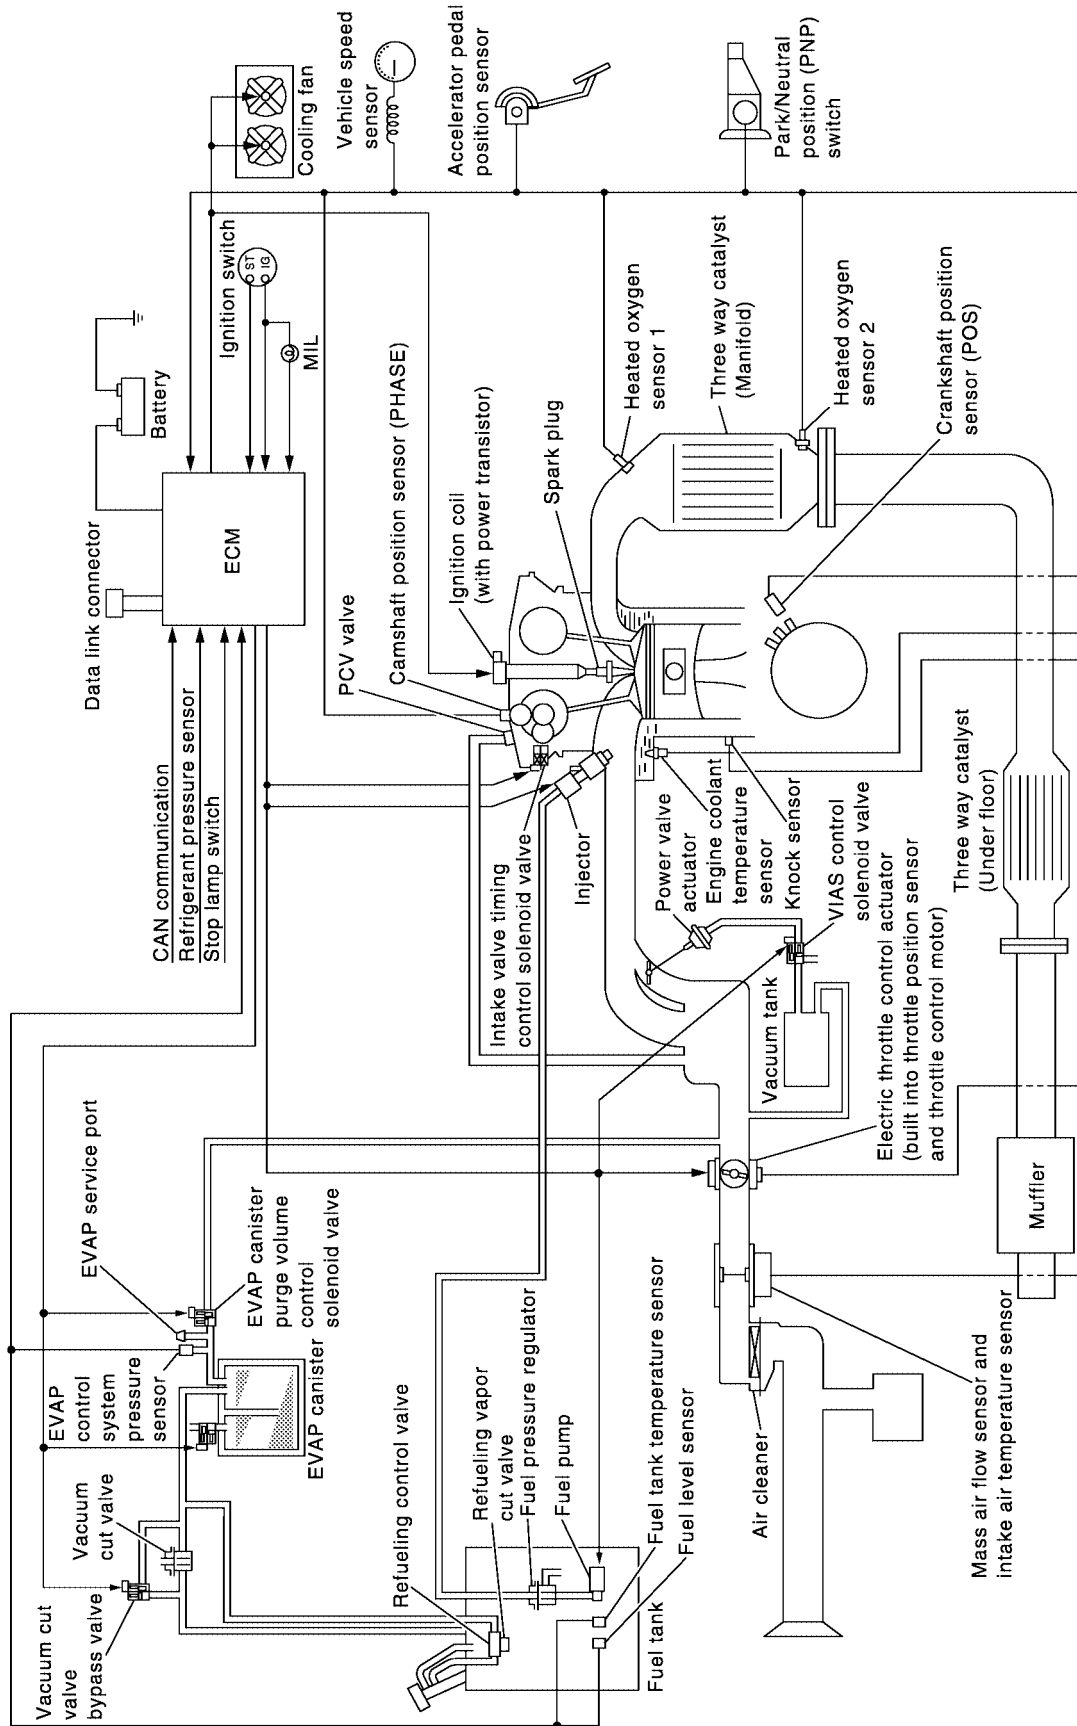 Vacuum cut
valve
bypass valve
Vacuum
cut valve
EVAP
control
system
pressure
sensor
EVAP service port
EVAP canister
purge volume
control
solenoid valve
EVAP canister
Refueling control valve
Refueling vapor
cut valve
Fuel pressure regulator
Fuel pump
Fuel tank temperature sensor
Fuel level sensor
Fuel tank
Air cleaner
Mass air flow sensor and
intake air temperature sensor
CAN communication
Refrigerant pressure sensor
Stop lamp switch
Data link connector
ECM
Battery
Ignition switch
ST
IG
MIL
Cooling fan
Vehicle speed
sensor
Accelerator pedal
position sensor
Park/Neutral
position (PNP)
switch
PCV valve
Camshaft position sensor (PHASE)
Ignition coil
(with power transistor)
Spark plug
Heated oxygen
sensor 1
Three way catalyst
(Manifold)
Heated oxygen
sensor 2
Crankshaft position
sensor (POS)
Intake valve timing
control solenoid valve
Injector
Power valve
actuator
Engine coolant
temperature
sensor
Knock sensor
VIAS control
solenoid valve
Vacuum tank
Electric throttle control actuator
(built into throttle position sensor
and throttle control motor)
Three way catalyst
(Under floor)
Muffler